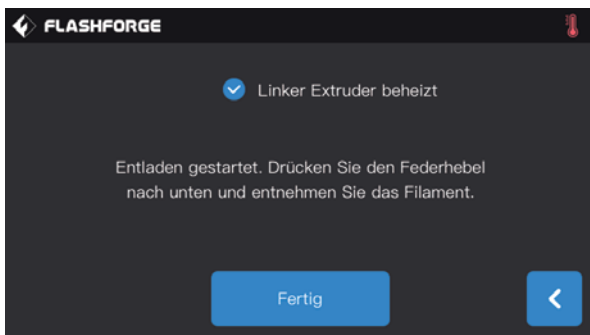 FLASHFORGE
Linker Extruder beheizt
Entladen gestartet. Drücken Sie den Federhebel
nach unten und entnehmen Sie das Filament.
Fertig